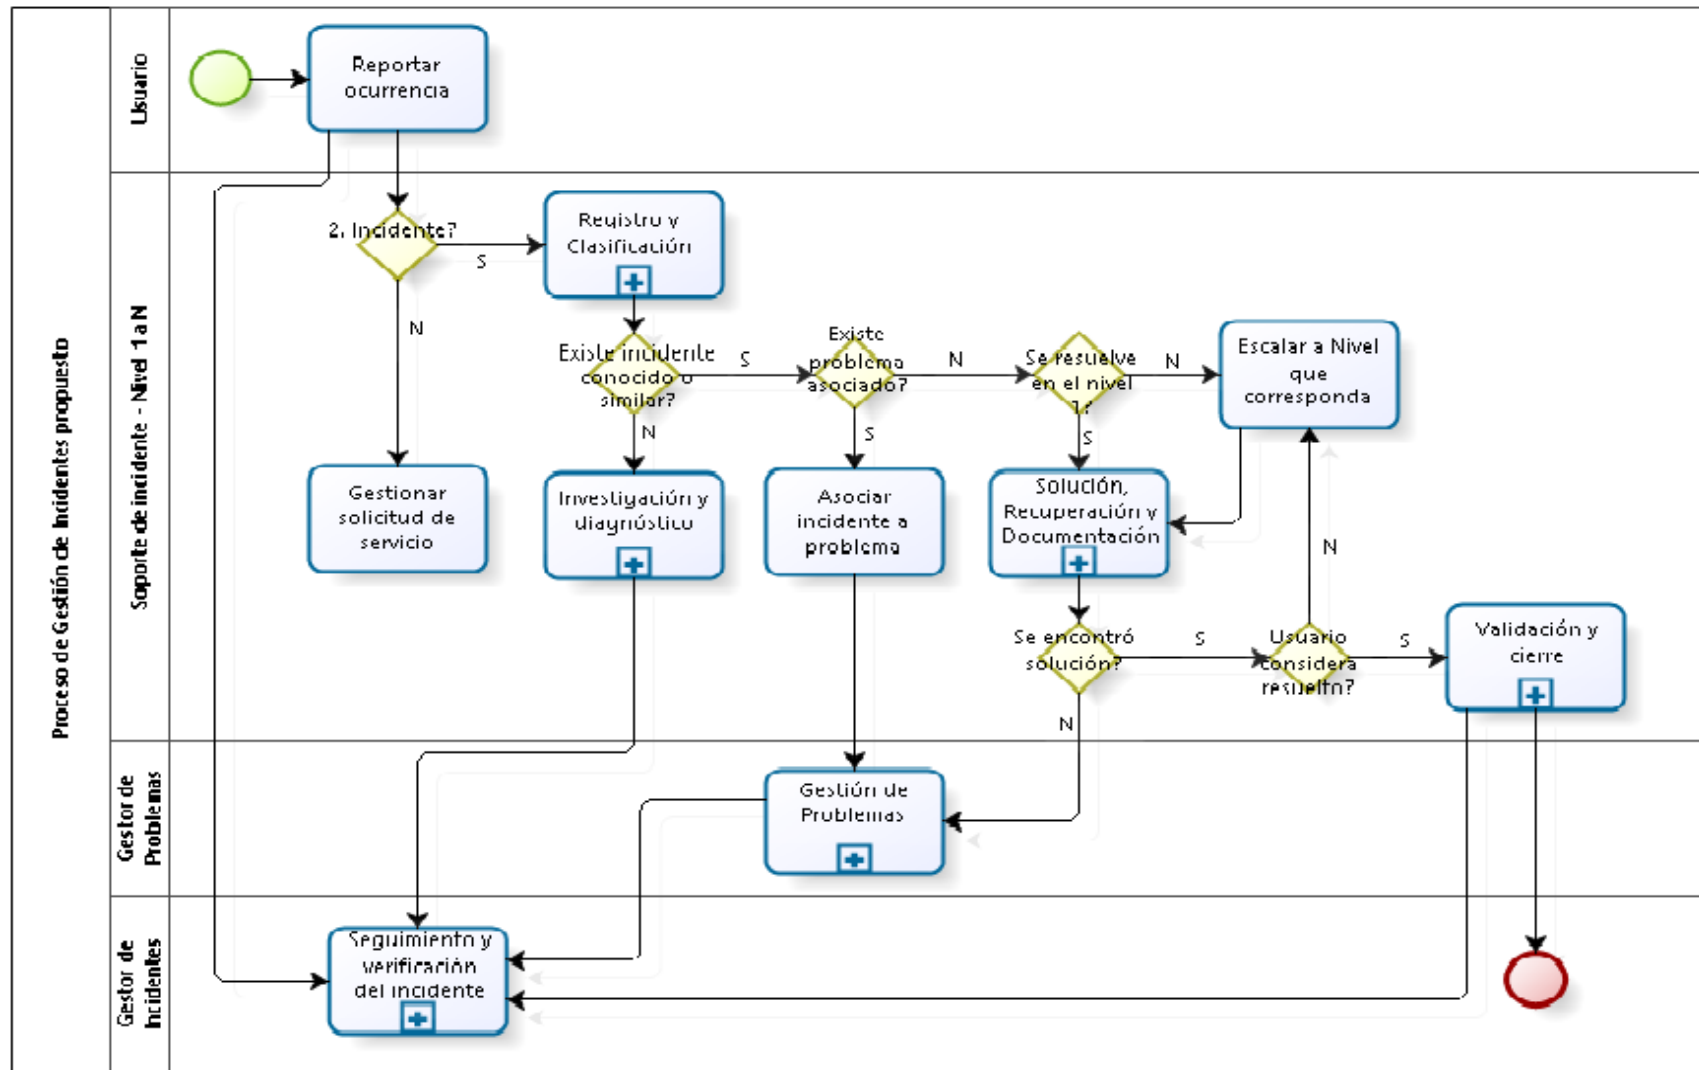 Proceso de Gestión de Incidentes propuesto
Usuario
Reportar
ocurrencia
Soporte de incidente - Nivel 1 a N
2. Incidente?
S
N
Registro y
Clasificación
Existe incidente
conocido o
similar?
S
N
Existe
problema
asociado?
N
S
Se resuelve
en el nivel
1?
N
S
Escalar a Nivel
que
corresponda
Gestionar
solicitud de
servicio
Investigación y
diagnóstico
Asociar
incidente a
problema
Solución,
Recuperación y
Documentación
N
Se encontró
solución?
S
N
Usuario
considera
resuelto?
S
Validación y
cierre
Gestor de
Problemas
Gestión de
Problemas
Gestor de
Incidentes
Seguimiento y
verificación
del incidente